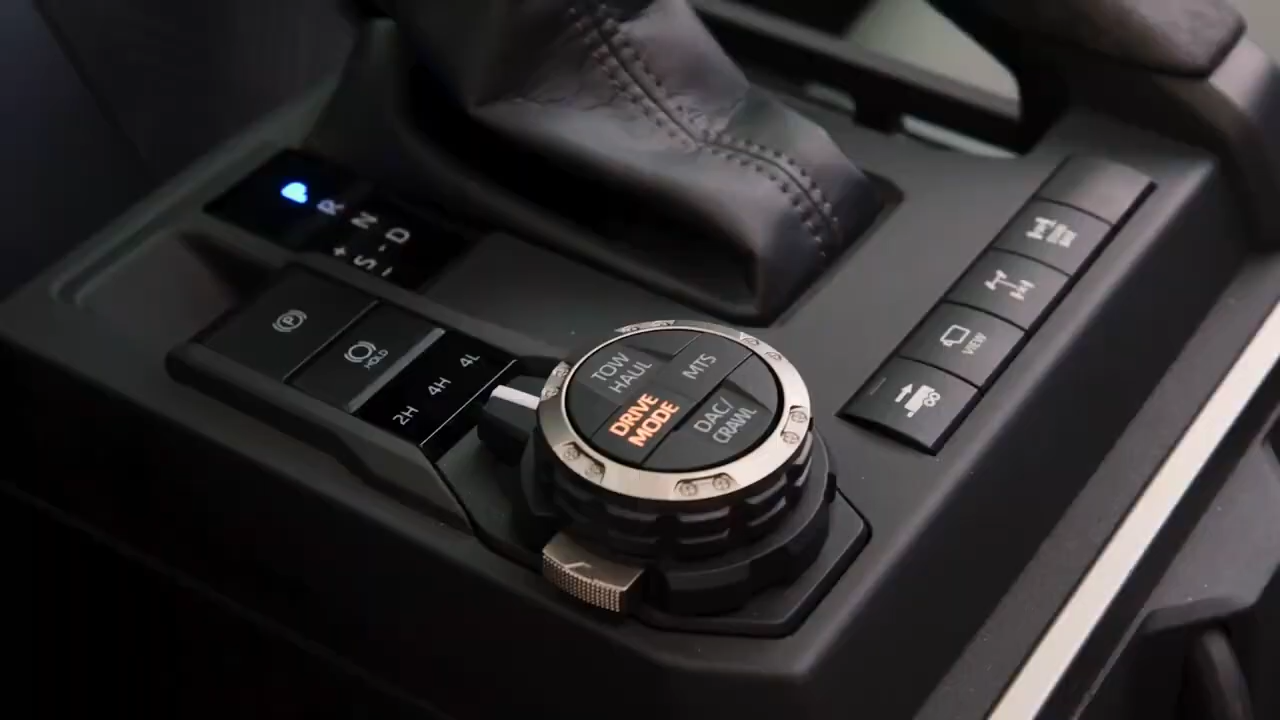 P
R
N
D
+
S
-
P
HOLD
2H
4H
4L
TOW
HAUL
MTS
DRIVE
MODE
DAC/
CRAWL
VIEW